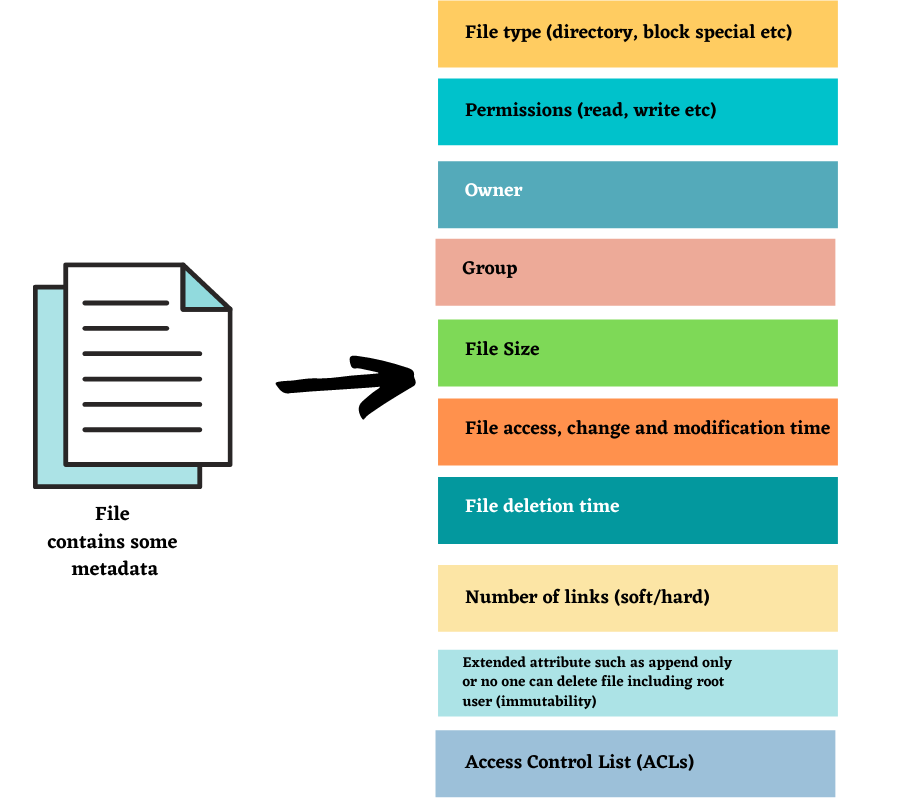 File type (directory, block special etc)
Permissions (read, write etc)
Owner
Group
File Size
File access, change and modification time
File deletion time
Number of links (soft/hard)
Extended attribute such as append only
or no one can delete file including root
user (immutability)
Access Control List (ACLs)
File
contains some
metadata